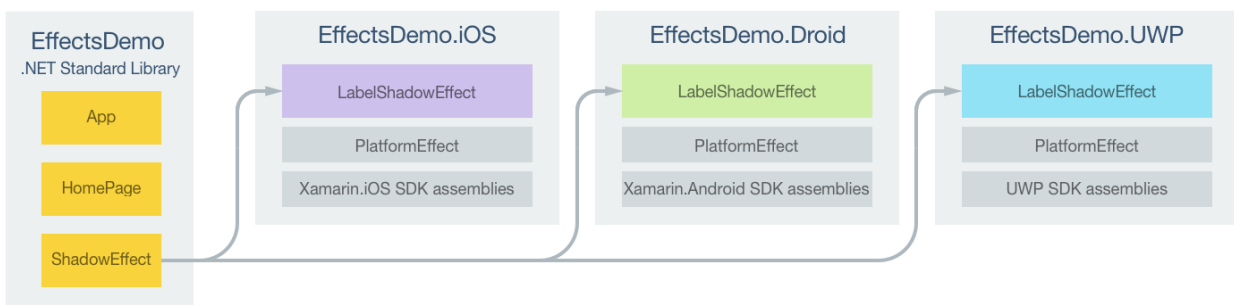 EffectsDemo
.NET Standard Library
App
HomePage
ShadowEffect
EffectsDemo.iOS
LabelShadowEffect
PlatformEffect
Xamarin.iOS SDK assemblies
EffectsDemo.Droid
LabelShadowEffect
PlatformEffect
Xamarin.Android SDK assemblies
EffectsDemo.UWP
LabelShadowEffect
PlatformEffect
UWP SDK assemblies